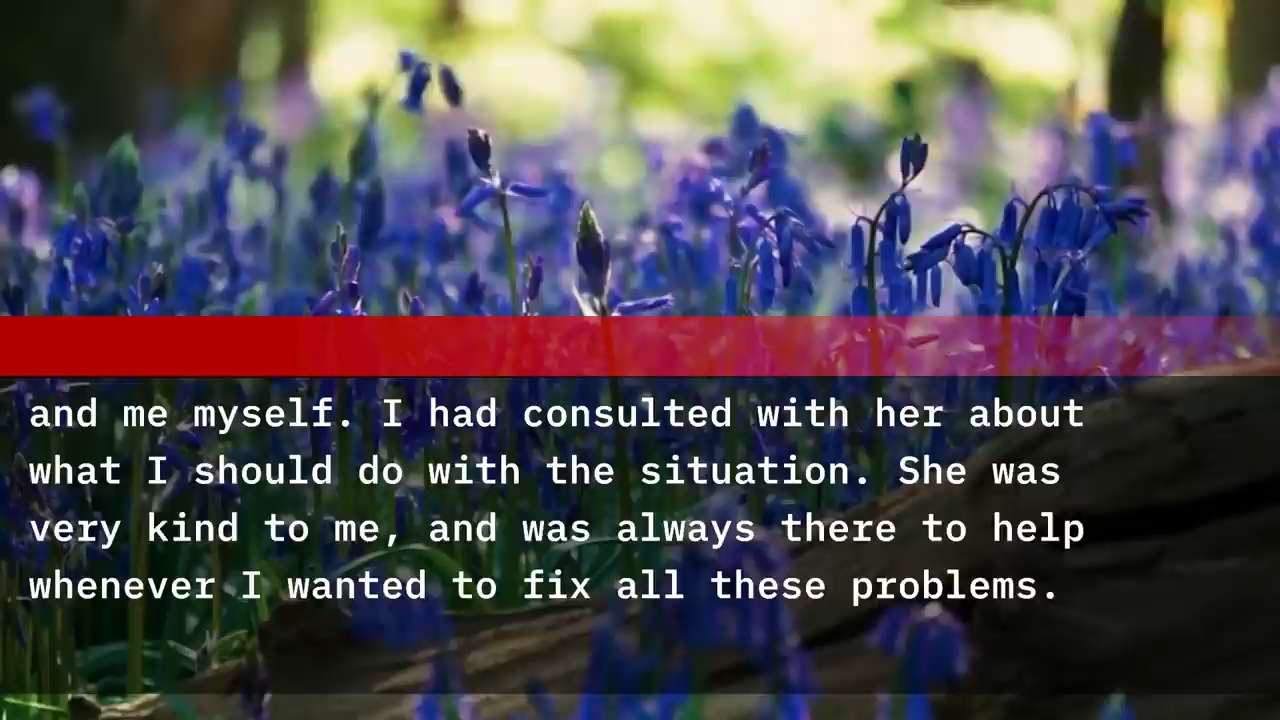 and me myself. I had consulted with her about
what I should do with the situation. She was
very kind to me, and was always there to help
whenever I wanted to fix all these problems.